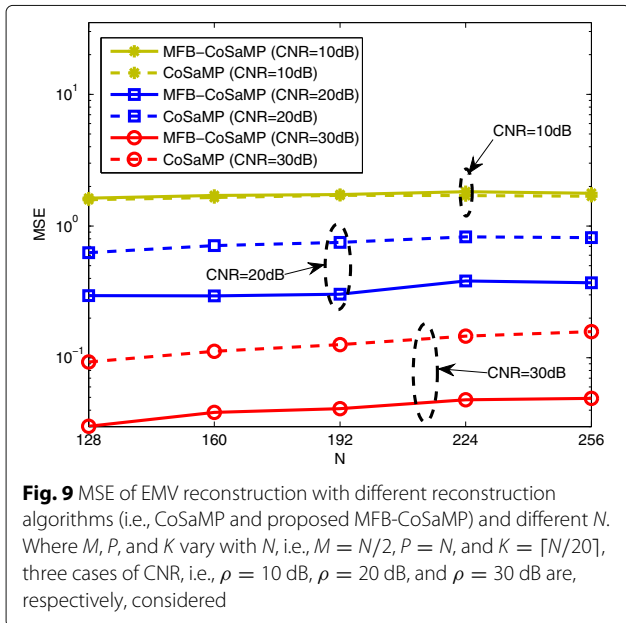 MFB−CoSaMP (CNR=10dB)
CoSaMP (CNR=10dB)
MFB−CoSaMP (CNR=20dB)
CoSaMP (CNR=20dB)
MFB−CoSaMP (CNR=30dB)
CoSaMP (CNR=30dB)
10^1
10^0
10^−1
MSE
CNR=10dB
CNR=20dB
CNR=30dB
128 160 192 224 256
N
Fig. 9 MSE of EMV reconstruction with different reconstruction
algorithms (i.e., CoSaMP and proposed MFB-CoSaMP) and different N.
Where M, P, and K vary with N, i.e., M = N/2, P = N, and K = ⌈N/20⌉,
three cases of CNR, i.e., ρ = 10 dB, ρ = 20 dB, and ρ = 30 dB are,
respectively, considered